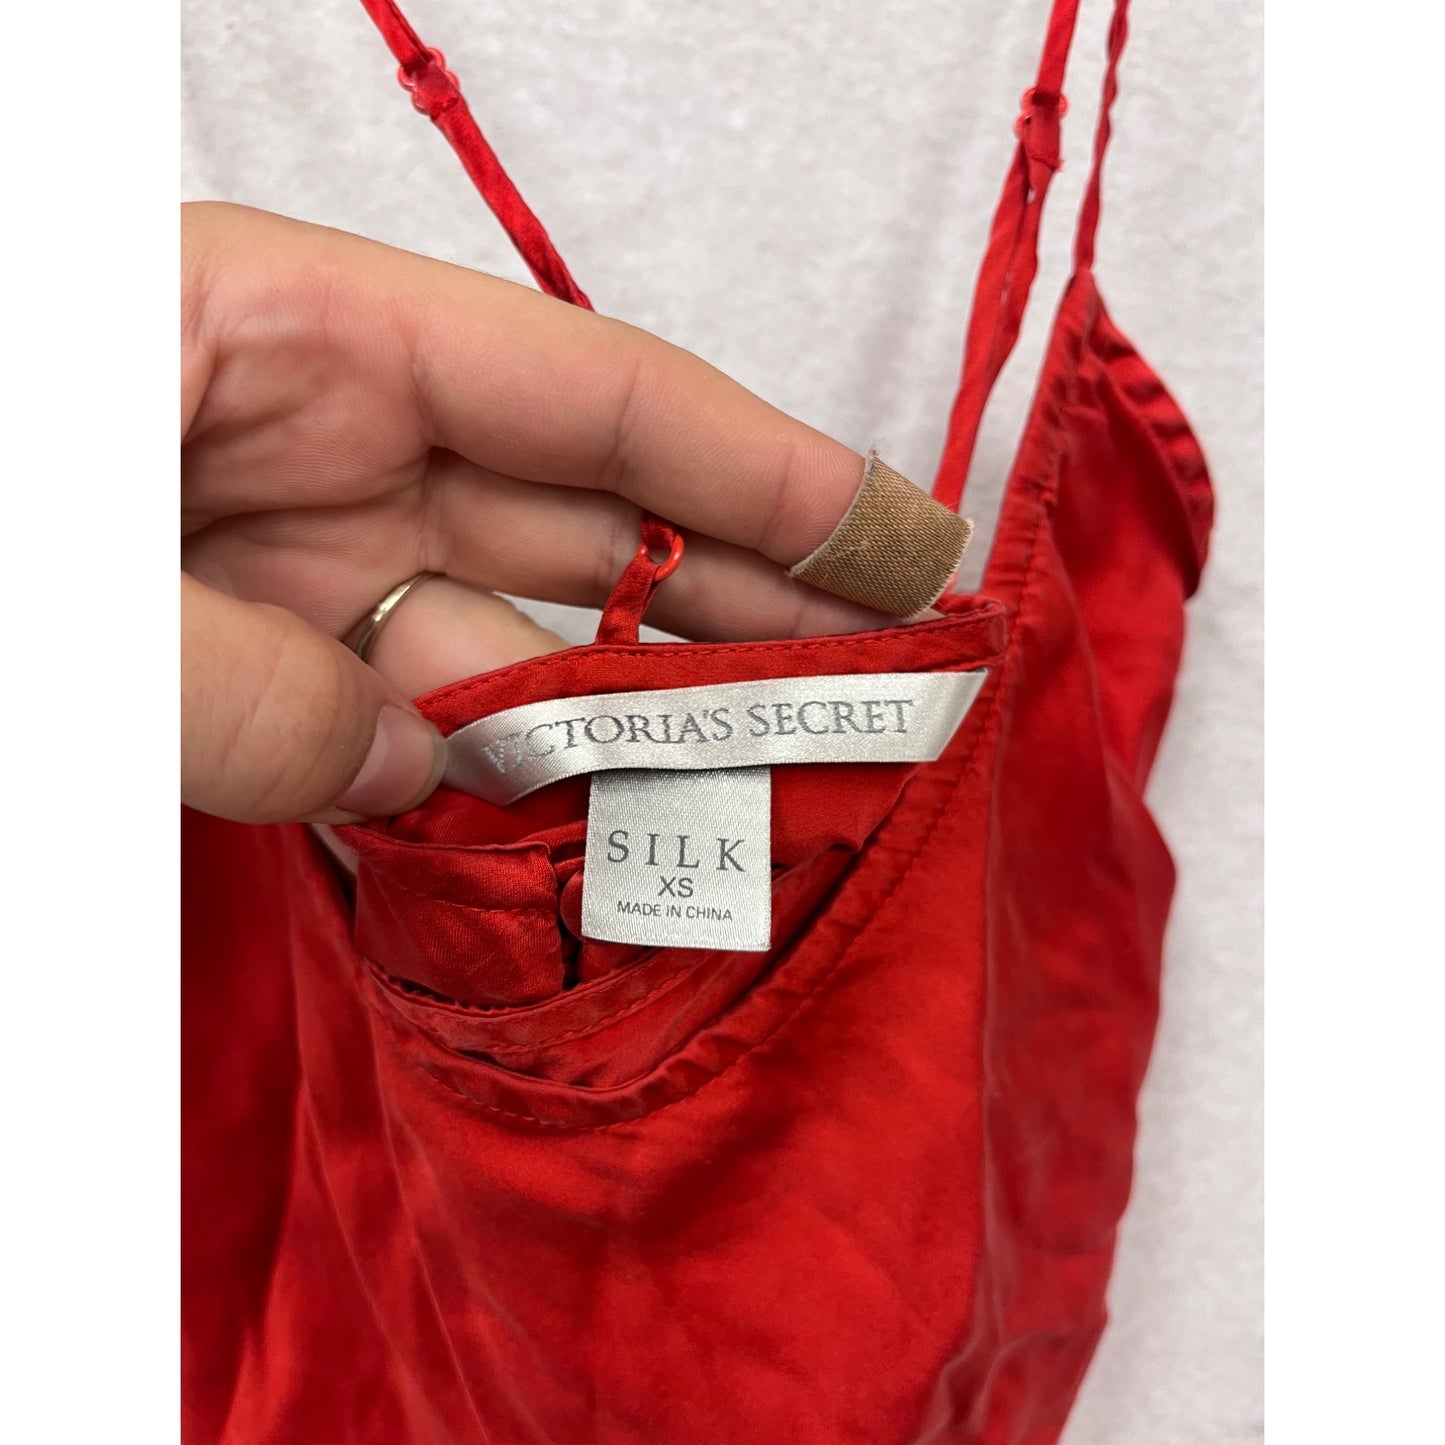 VICTORIA'S SECRET
SILK
XS
MADE IN CHINA